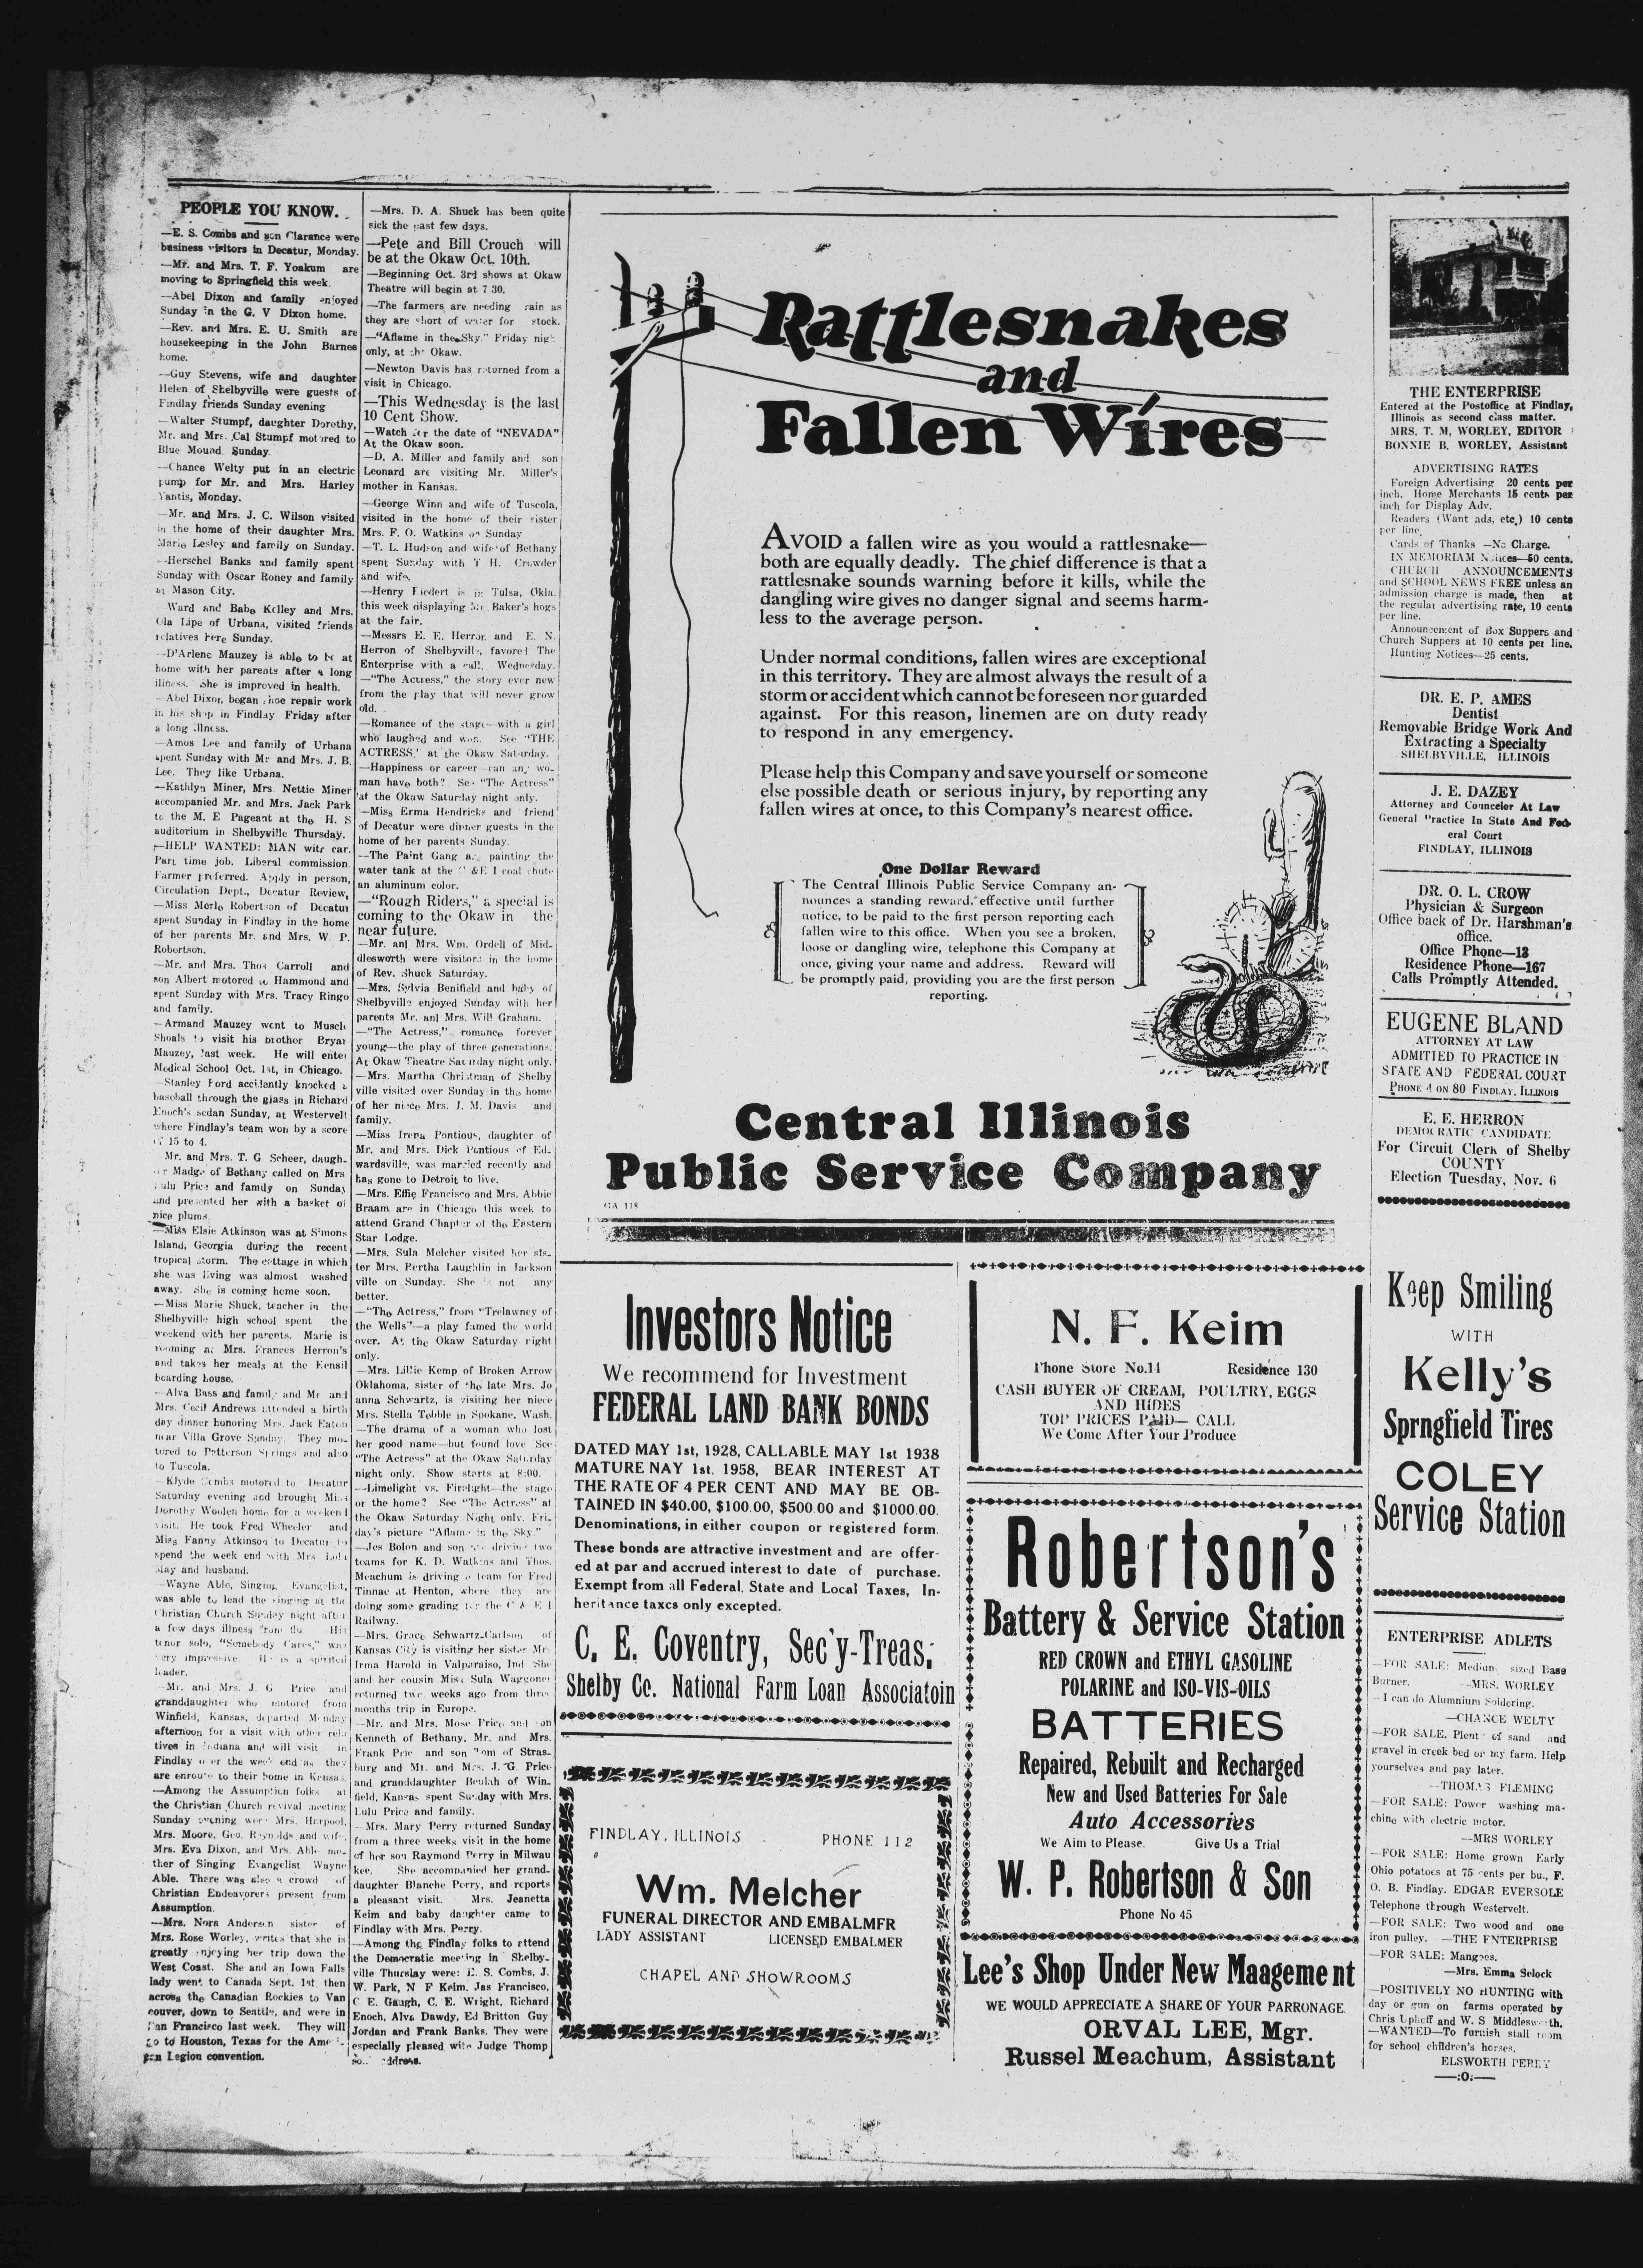 PEOPLE YOU KNOW.
—E. S. Combs and son Clarance were
business visitors in Decatur, Monday.
—Mr. and Mrs. T. F. Yoakum are
moving to Springfield this week.
—Abel Dixon and family enjoyed
Sunday in the G. V Dixon home.
—Rev. and Mrs. E. U. Smith are
housekeeping in the John Barnes
home.
—Guy Stevens, wife and daughter
Helen of Shelbyville were guests of
Findlay friends Sunday evening
—Walter Stumpf, daughter Dorothy,
Mr. and Mrs. Cal Stumpf motored to
Blue Mound, Sunday.
—Chance Welty put in an electric
pump for Mr. and Mrs. Harley
Yantis, Monday.
Mr. and Mrs. J. C. Wilson visited
in the home of their daughter Mrs.
Marie Lesley and family on Sunday.
—Herschel Banks and family spent
Sunday with Oscar Roney and family
at Mason City.
Ward and Babe Kelley and Mrs.
Ola Lipe of Urbana, visited friends
relatives here Sunday.
—D'Arlene Mauzey is able to be at
home with her parents after a long
illness. She is improved in health.
—Abel Dixon began shoe repair work
in his shop in Findlay Friday after
a long illness.
—Amos Lee and family of Urbana
spent Sunday with Mr and Mrs. J. B.
Lee. They like Urbana.
—Kathlyn Miner, Mrs. Nettie Miner
accompanied Mr. and Mrs. Jack Park
to the M. E Pageant at the H. S
auditorium in Shelbyville Thursday.
—HELP WANTED: MAN with car.
Part time job. Liberal commission.
Farmer preferred. Apply in person,
Circulation Dept., Decatur Review,
—Miss Merle Robertson of Decatur
spent Sunday in Findlay in the home
of her parents Mr. and Mrs. W. P.
Robertson.
—Mr. and Mrs. Thos Carroll and
son Albert motored to Hammond and
spent Sunday with Mrs. Tracy Ringo
and family.
—Armand Mauzey went to Muscle
Shoals to visit his brother Bryan
Mauzey, last week. He will enter
Medical School Oct. 1st, in Chicago.
—Stanley Ford accidently knocked a
baseball through the glass in Richard
Enoch's sedan Sunday, at Westervelt
where Findlay's team won by a score
of 15 to 4.
Mr. and Mrs. T. G Scheer, daugh-
Madge of Bethany called on Mrs
Lulu Price and family on Sunday
and presented her with a basket of
nice plums.
—Miss Elsie Atkinson was at Simons
Island, Georgia during the recent
tropical storm. The cottage in which
she was living was almost washed
away. She is coming home soon.
—Miss Marie Shuck, teacher in the
Shelbyville high school spent the
weekend with her parents. Marie is
rooming at Mrs. Frances Herron's
and takes her meals at the Kensil
boarding house.
—Alva Bass and family and Mr and
Mrs. Cecil Andrews attended a birth
day dinner honoring Mrs. Jack Eaton
near Villa Grove Sunday. They mo-
tored to Patterson Springs and also
to Tuscola.
—Klyde Combs motored to Decatur
Saturday evening and brought Miss
Dorothy Woolen home for a weekend
visit. He took Fred Wheeler and
Miss Fanny Atkinson to Decatur to
spend the week end with Mrs Lola
May and husband.
—Wayne Able, Singing Evangelist,
was able to lead the singing at the
Christian Church Sunday night after
a few days illness from flu. His
tenor solo, "Somebody Cares," was
very impressive. He is a spirited
leader.
Mr. and Mrs. J. G Price and
granddaughter who motored from
Winfield, Kansas, departed Monday
afternoon for a visit with other rela
tives in Indiana and will visit in
Findlay over the week end as they
are enroute to their home in Kansas.
—Among the Assumption folks at
the Christian Church revival meeting
Sunday evening were Mrs. Harpool,
Mrs. Moore, Geo. Reynolds and wife,
Mrs. Eva Dixon, and Mrs. Able mo-
ther of Singing Evangelist Wayne
Able. There was also a crowd of
Christian Endeavorers present from
Assumption.
—Mrs. Nora Anderson sister of
Mrs. Rose Worley, writes that she is
greatly enjoying her trip down the
West Coast. She and an Iowa Falls
lady went to Canada Sept. 1st, then
across the Canadian Rockies to Van
couver, down to Seattle, and were in
San Francisco last week. They will
go to Houston, Texas for the Ameri-
can Legion convention.
—Mrs. D. A. Shuck has been quite
sick the past few days.
—Pete and Bill Crouch will
be at the Okaw Oct. 10th.
—Beginning Oct. 3rd shows at Okaw
Theatre will begin at 7 30.
—The farmers are needing rain as
they are short of water for stock.
—"Aflame in the Sky." Friday night
only, at the Okaw.
—Newton Davis has returned from a
visit in Chicago.
—This Wednesday is the last
10 Cent Show.
—Watch for the date of "NEVADA"
At the Okaw soon.
—D. A. Miller and family and son
Leonard are visiting Mr. Miller's
mother in Kansas.
—George Winn and wife of Tuscola,
visited in the home of their sister
Mrs. F. O. Watkins on Sunday
—T. L. Hudson and wife of Bethany
spent Sunday with T H. Crowder
and wife.
—Henry Riedert is in Tulsa, Okla.
this week displaying Mr. Baker's hogs
at the fair.
—Messrs E. E. Herron and E. N.
Herron of Shelbyville, favored The
Enterprise with a call, Wednesday.
—"The Actress," the story ever new
from the play that will never grow
old.
—Romance of the stage—with a girl
who laughed and won. See "THE
ACTRESS,' at the Okaw Saturday.
—Happiness or career—can any wo-
man have both? See "The Actress"
at the Okaw Saturday night only.
—Miss Erma Hendricks and friend
of Decatur were dinner guests in the
home of her parents Sunday.
—The Paint Gang are painting the
water tank at the C &E I coal chute
an aluminum color.
—"Rough Riders," a special is
coming to the Okaw in the
near future.
—Mr. and Mrs. Wm. Ordell of Mid-
dlesworth were visitors in the home
of Rev. Shuck Saturday.
—Mrs. Sylvia Benifield and baby of
Shelbyville enjoyed Sunday with her
parents Mr. and Mrs. Will Graham.
—"The Actress," romance forever
young—the play of three generations.
At Okaw Theatre Saturday night only.
—Mrs. Martha Christman of Shelby
ville visited over Sunday in the home
of her niece Mrs. J. M. Davis and
family.
—Miss Irena Pontious, daughter of
Mr. and Mrs. Dick Pontious of Ed-
wardsville, was married recently and
has gone to Detroit to live.
—Mrs. Effie Francisco and Mrs. Abbie
Braam are in Chicago this week to
attend Grand Chapter of the Eastern
Star Lodge.
—Mrs. Sula Melcher visited her sis-
ter Mrs. Pertha Laughlin in Jackson
ville on Sunday. She is not any
better.
—"The Actress," from "Trelawney of
the Wells"—a play famed the world
over. At the Okaw Saturday night
only.
—Mrs. Lillie Kemp of Broken Arrow
Oklahoma, sister of the late Mrs. Jo
anna Schwartz, is visiting her niece
Mrs. Stella Tebble in Spokane, Wash.
—The drama of a woman who lost
her good name—but found love See
"The Actress" at the Okaw Saturday
night only. Show starts at 8:00.
—Limelight vs. Firelight—the stage
or the home? See "The Actress" at
the Okaw Saturday Night only. Fri-
day's picture "Aflame in the Sky."
—Jes Bolon and son are driving two
teams for K. D. Watkins and Thos.
Meachum is driving a team for Fred
Tinnae at Henton, where they are
doing some grading for the C & E I
Railway.
—Mrs. Grace Schwartz-Carlson of
Kansas City is visiting her sister Mrs
Irma Harold in Valparaiso, Ind She
and her cousin Miss Sula Waggoner
returned two weeks ago from three
months trip in Europe.
—Mr. and Mrs. Mose Price and son
Kenneth of Bethany, Mr. and Mrs.
Frank Pric and son Tom of Stras-
burg and Mr. and Mrs. J. G. Price
and granddaughter Beulah of Win-
field, Kansas spent Sunday with Mrs.
Lulu Price and family.
—Mrs. Mary Perry returned Sunday
from a three weeks visit in the home
of her son Raymond Perry in Milwau
kee. She accompanied her grand-
daughter Blanche Perry, and reports
a pleasant visit. Mrs. Jeanetta
Keim and baby daughter came to
Findlay with Mrs. Perry.
—Among the Findlay folks to attend
the Democratic meeting in Shelby-
ville Thursday were: E. S. Combs, J.
W. Park, N F Keim, Jas Francisco,
C E. Gaugh, C. E. Wright, Richard
Enoch, Alva Dawdy, Ed Britton Guy
Jordan and Frank Banks. They were
especially pleased with Judge Thomp
address.
Rattlesnakes
and
Fallen Wires
AVOID a fallen wire as you would a rattlesnake—
both are equally deadly. The chief difference is that a
rattlesnake sounds warning before it kills, while the
dangling wire gives no danger signal and seems harm-
less to the average person.
Under normal conditions, fallen wires are exceptional
in this territory. They are almost always the result of a
storm or accident which cannot be foreseen nor guarded
against. For this reason, linemen are on duty ready
to respond in any emergency.
Please help this Company and save yourself or someone
else possible death or serious injury, by reporting any
fallen wires at once, to this Company's nearest office.
One Dollar Reward
The Central Illinois Public Service Company an-
nounces a standing reward, effective until further
notice, to be paid to the first person reporting each
fallen wire to this office. When you see a broken,
loose or dangling wire, telephone this Company at
once, giving your name and address. Reward will
be promptly paid, providing you are the first person
reporting.
Central Illinois
Public Service Company
GA 118
Investors Notice
We recommend for Investment
FEDERAL LAND BANK BONDS
DATED MAY 1st, 1928, CALLABLE MAY 1st 1938
MATURE NAY 1st, 1958, BEAR INTEREST AT
THE RATE OF 4 PER CENT AND MAY BE OB-
TAINED IN $40.00, $100.00, $500.00 and $1000.00.
Denominations, in either coupon or registered form.
These bonds are attractive investment and are offer-
ed at par and accrued interest to date of purchase.
Exempt from all Federal, State and Local Taxes, In-
heritance taxes only excepted.
C. E. Coventry, Sec'y-Treas.
Shelby Co. National Farm Loan Associatoin
FINDLAY, ILLINOIS PHONE 112
Wm. Melcher
FUNERAL DIRECTOR AND EMBALMER
LADY ASSISTANT LICENSED EMBALMER
CHAPEL AND SHOWROOMS
N. F. Keim
Phone Store No.14 Residence 130
CASH BUYER OF CREAM, POULTRY, EGGS
AND HIDES
TOP PRICES PAID— CALL
We Come After Your Produce
Robertson's
Battery & Service Station
RED CROWN and ETHYL GASOLINE
POLARINE and ISO-VIS-OILS
BATTERIES
Repaired, Rebuilt and Recharged
New and Used Batteries For Sale
Auto Accessories
We Aim to Please. Give Us a Trial
W. P. Robertson & Son
Phone No 45
Lee's Shop Under New Maagement
WE WOULD APPRECIATE A SHARE OF YOUR PARRONAGE
ORVAL LEE, Mgr.
Russel Meachum, Assistant
THE ENTERPRISE
Entered at the Postoffice at Findlay,
Illinois as second class matter.
MRS. T. M, WORLEY, EDITOR
BONNIE B. WORLEY, Assistant
ADVERTISING RATES
Foreign Advertising 20 cents per
inch. Home Merchants 15 cents per
inch for Display Adv.
Readers (Want ads, etc.) 10 cents
per line.
Cards of Thanks —No Charge.
IN MEMORIAM Notices—50 cents.
CHURCH ANNOUNCEMENTS
and SCHOOL NEWS FREE unless an
admission charge is made, then at
the regular advertising rate, 10 cents
per line.
Announcement of Box Suppers and
Church Suppers at 10 cents per line.
Hunting Notices—25 cents.
DR. E. P. AMES
Dentist
Removable Bridge Work And
Extracting a Specialty
SHELBYVILLE, ILLINOIS
J. E. DAZEY
Attorney and Councelor At Law
General Practice In State And Fed-
eral Court
FINDLAY, ILLINOIS
DR. O. L. CROW
Physician & Surgeon
Office back of Dr. Harshman's
office.
Office Phone—13
Residence Phone—167
Calls Promptly Attended.
EUGENE BLAND
ATTORNEY AT LAW
ADMITTED TO PRACTICE IN
STATE AND FEDERAL COURT
PHONE 4 ON 80 FINDLAY, ILLINOIS
E. E. HERRON
DEMOCRATIC CANDIDATE
For Circuit Clerk of Shelby
COUNTY
Election Tuesday, Nov. 6
Keep Smiling
WITH
Kelly's
Sprngfield Tires
COLEY
Service Station
ENTERPRISE ADLETS
—FOR SALE: Medium sized Base
Burner. —MRS. WORLEY
—I can do Alumnium Soldering.
—CHANCE WELTY
—FOR SALE. Plent of sand and
gravel in creek bed or my farm. Help
yourselves and pay later.
—THOMAS FLEMING
—FOR SALE: Power washing ma-
chine with electric motor.
—MRS WORLEY
—FOR SALE: Home grown Early
Ohio potatoes at 75 cents per bu., F.
O. B. Findlay. EDGAR EVERSOLE
Telephone through Westervelt.
—FOR SALE: Two wood and one
iron pulley. —THE ENTERPRISE
—FOR SALE: Mangoes.
—Mrs. Emma Selock
—POSITIVELY NO HUNTING with
day or gun on farms operated by
Chris Uphoff and W. S Middlesworth.
—WANTED—To furnish stall room
for school children's horses.
ELSWORTH PERRY
—:0:—